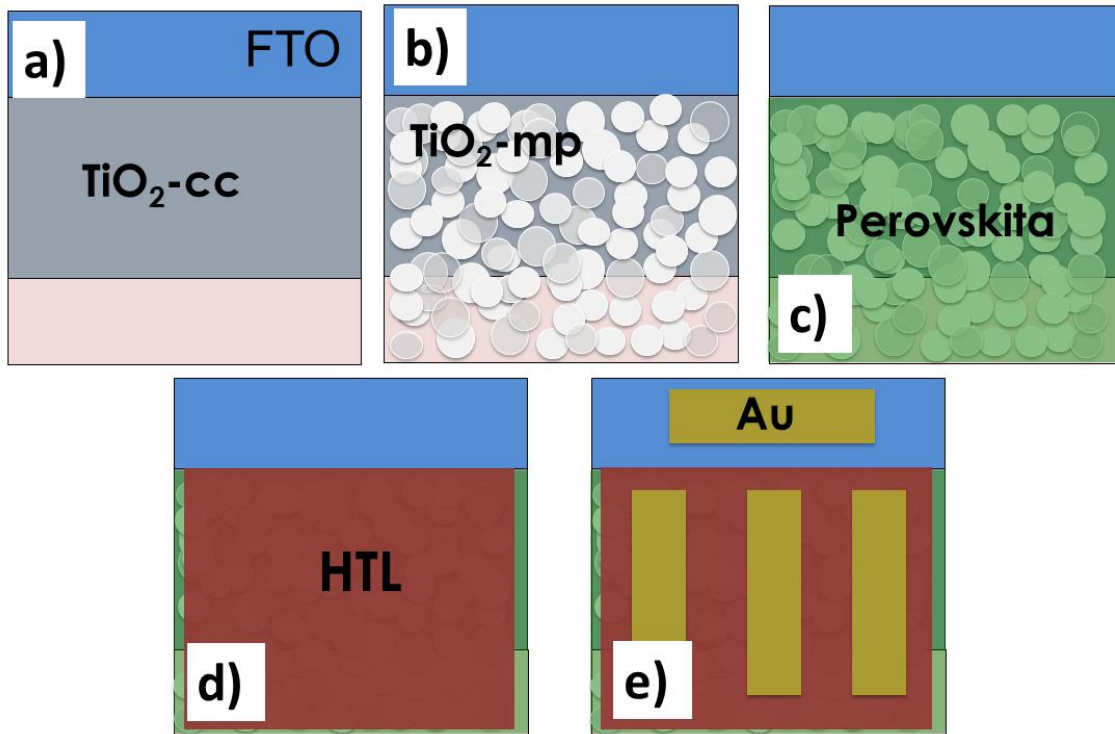 a)
FTO
TiO₂-cc
b)
TiO₂-mp
Perovskita
c)
HTL
d)
Au
e)